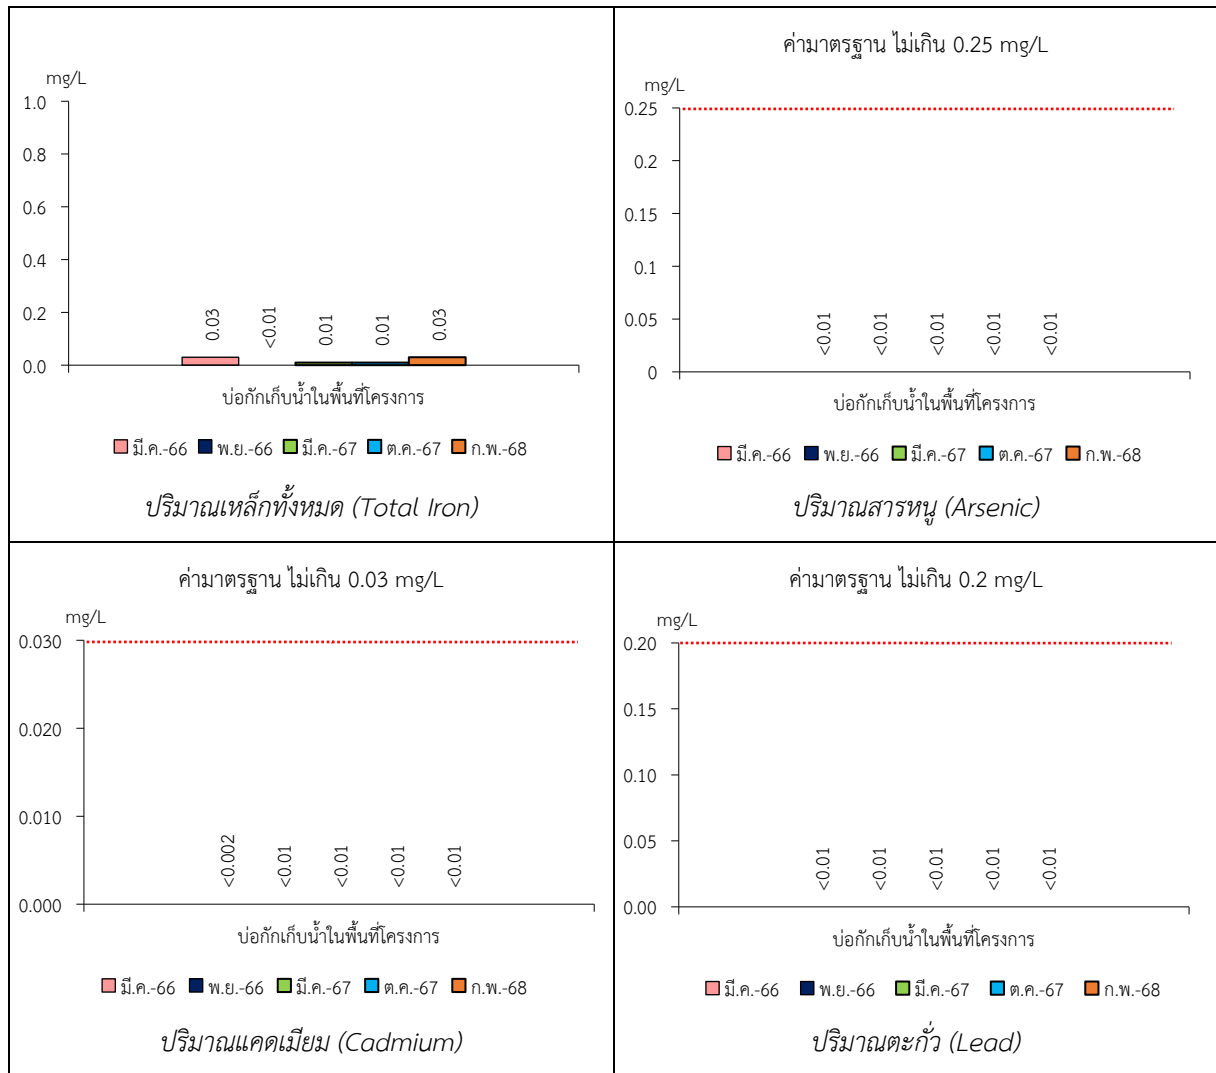 mg/L
1.0
0.8
0.6
0.4
0.2
0.0
0.03
<0.01
0.01
0.01
0.03
บ่อกักเก็บน้ำในพื้นที่โครงการ
มี.ค.-66 พ.ย.-66 มี.ค.-67 ต.ค.-67 ก.พ.-68
ปริมาณเหล็กทั้งหมด (Total Iron)
ค่ามาตรฐาน ไม่เกิน 0.25 mg/L
mg/L
0.25
0.2
0.15
0.1
0.05
0
<0.01
<0.01
<0.01
<0.01
<0.01
บ่อกักเก็บน้ำในพื้นที่โครงการ
มี.ค.-66 พ.ย.-66 มี.ค.-67 ต.ค.-67 ก.พ.-68
ปริมาณสารหนู (Arsenic)
ค่ามาตรฐาน ไม่เกิน 0.03 mg/L
mg/L
0.030
0.020
0.010
0.000
<0.002
<0.01
<0.01
<0.01
<0.01
บ่อกักเก็บน้ำในพื้นที่โครงการ
มี.ค.-66 พ.ย.-66 มี.ค.-67 ต.ค.-67 ก.พ.-68
ปริมาณแคดเมียม (Cadmium)
ค่ามาตรฐาน ไม่เกิน 0.2 mg/L
mg/L
0.20
0.15
0.10
0.05
0.00
<0.01
<0.01
<0.01
<0.01
<0.01
บ่อกักเก็บน้ำในพื้นที่โครงการ
มี.ค.-66 พ.ย.-66 มี.ค.-67 ต.ค.-67 ก.พ.-68
ปริมาณตะกั่ว (Lead)